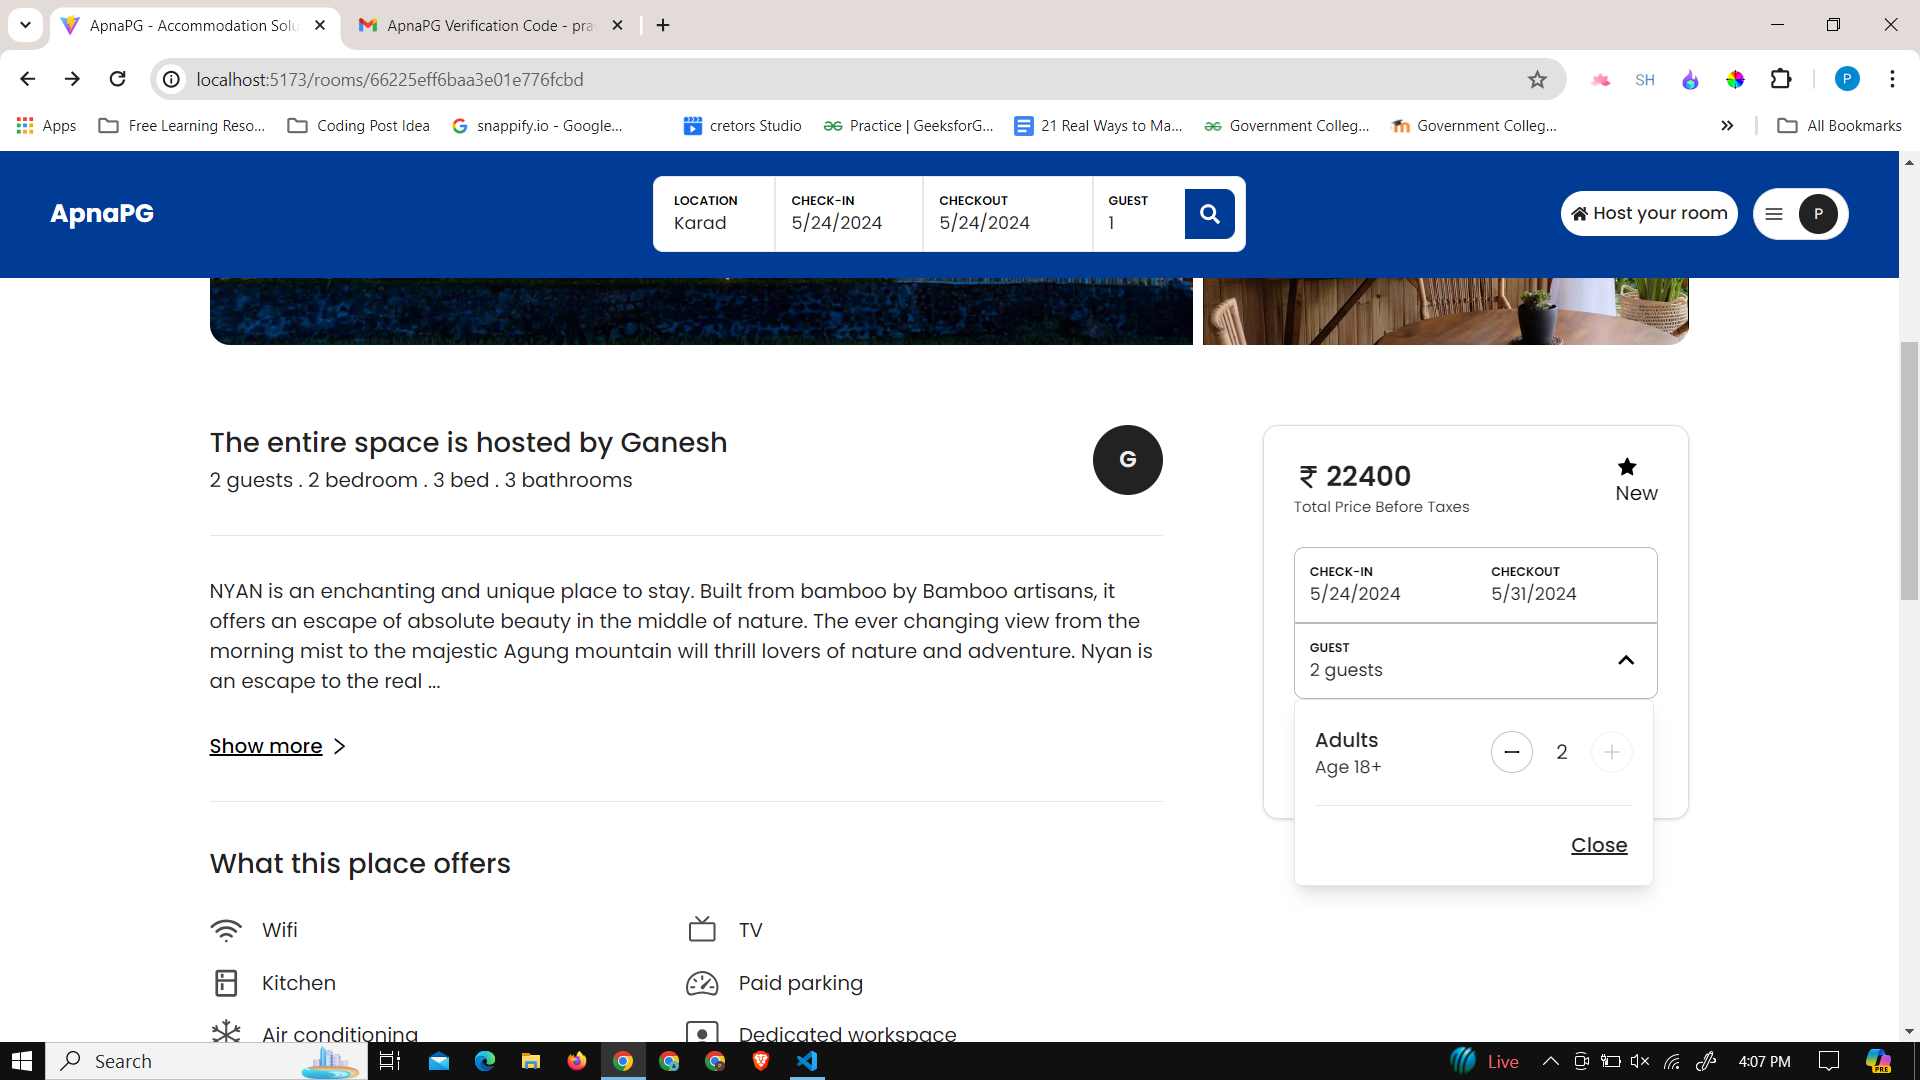 ApnaPG - Accommodation Solu
ApnaPG Verification Code - pra
localhost:5173/rooms/66225eff6baa3e01e776fcbd
SH
P
Apps
Free Learning Reso...
Coding Post Idea
snappify.io - Google...
cretors Studio
Practice | GeeksforG...
21 Real Ways to Ma...
Government Colleg...
Government Colleg...
All Bookmarks
ApnaPG
LOCATION
Karad
CHECK-IN
5/24/2024
CHECKOUT
5/24/2024
GUEST
1
Host your room
P
The entire space is hosted by Ganesh
2 guests . 2 bedroom . 3 bed . 3 bathrooms
G
NYAN is an enchanting and unique place to stay. Built from bamboo by Bamboo artisans, it
offers an escape of absolute beauty in the middle of nature. The ever changing view from the
morning mist to the majestic Agung mountain will thrill lovers of nature and adventure. Nyan is
an escape to the real ...
Show more
What this place offers
Wifi
TV
Kitchen
Paid parking
Air conditioning
Dedicated workspace
₹ 22400
Total Price Before Taxes
New
CHECK-IN
5/24/2024
CHECKOUT
5/31/2024
GUEST
2 guests
Adults
Age 18+
2
Close
Search
Live
4:07 PM
PRE